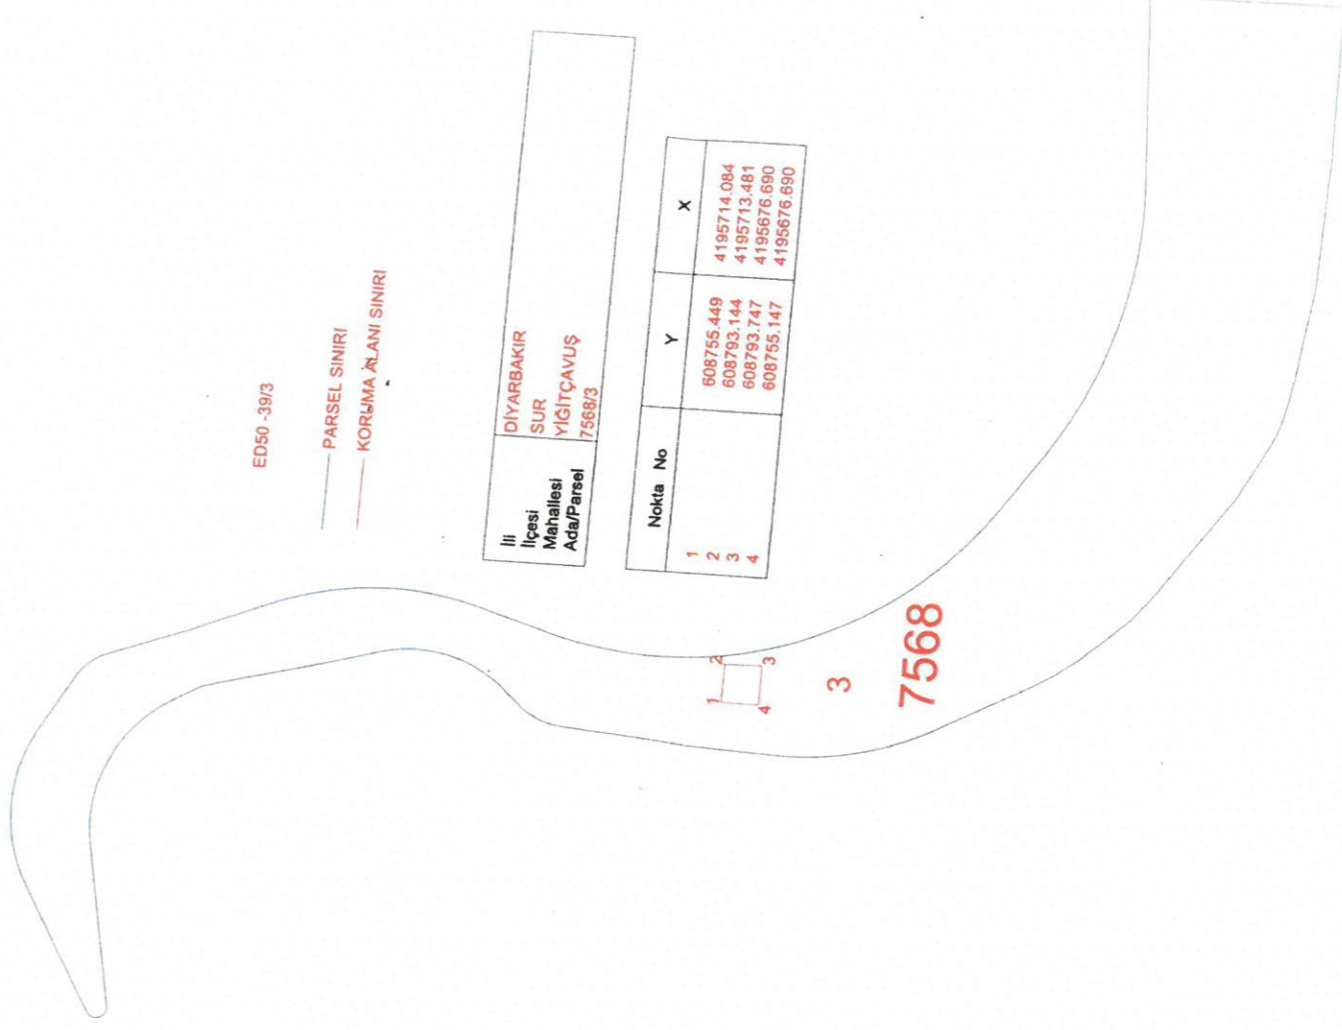 ED50 -39/3
PARSEL SINIRI
KORUMA ALANI SINIRI
İli DİYARBAKIR
İlçesi SUR
Mahallesi YİĞİTÇAVUŞ
Ada/Parsel 7568/3
Nokta No Y X
1 608755.449 4195714.084
2 608793.144 4195713.481
3 608793.747 4195676.690
4 608755.147 4195676.690
1
2
3
4
3
7568